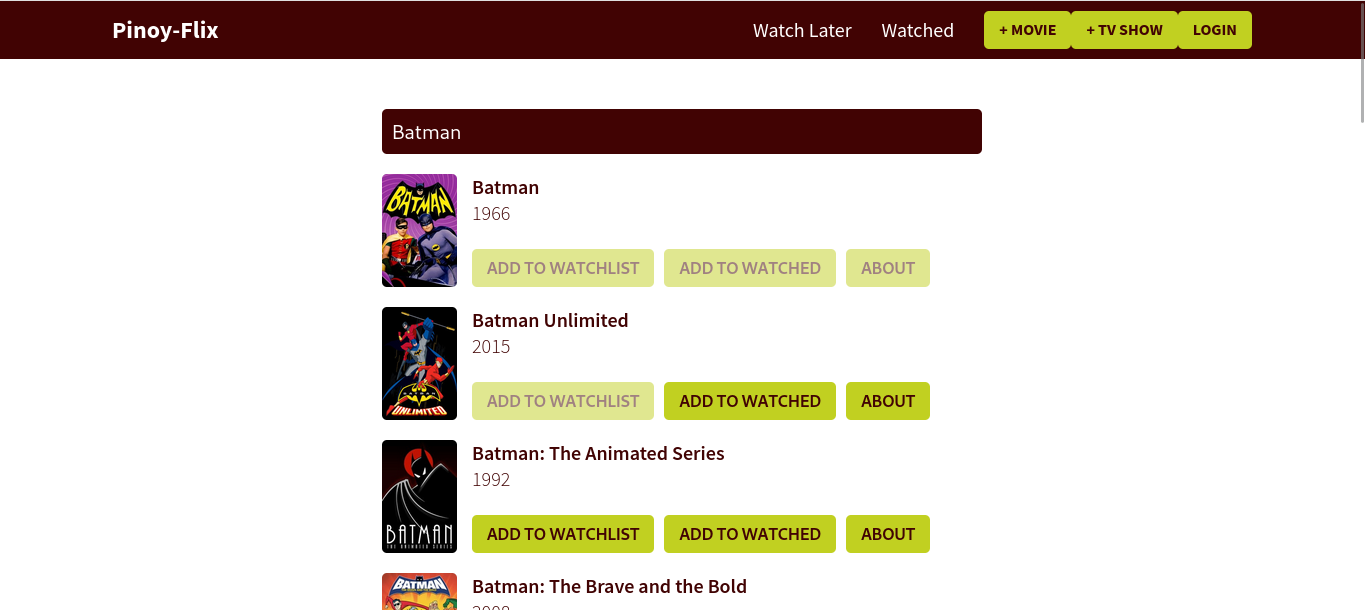 Pinoy-Flix Watch Later Watched + MOVIE + TV SHOW LOGIN
Batman
BATMAN
Batman
1966
ADD TO WATCHLIST ADD TO WATCHED ABOUT
Batman Unlimited
2015
UNLIMITED
ADD TO WATCHLIST ADD TO WATCHED ABOUT
Batman: The Animated Series
1992
BATMAN
THE ANIMATED SERIES
ADD TO WATCHLIST ADD TO WATCHED ABOUT
BATMAN
Batman: The Brave and the Bold